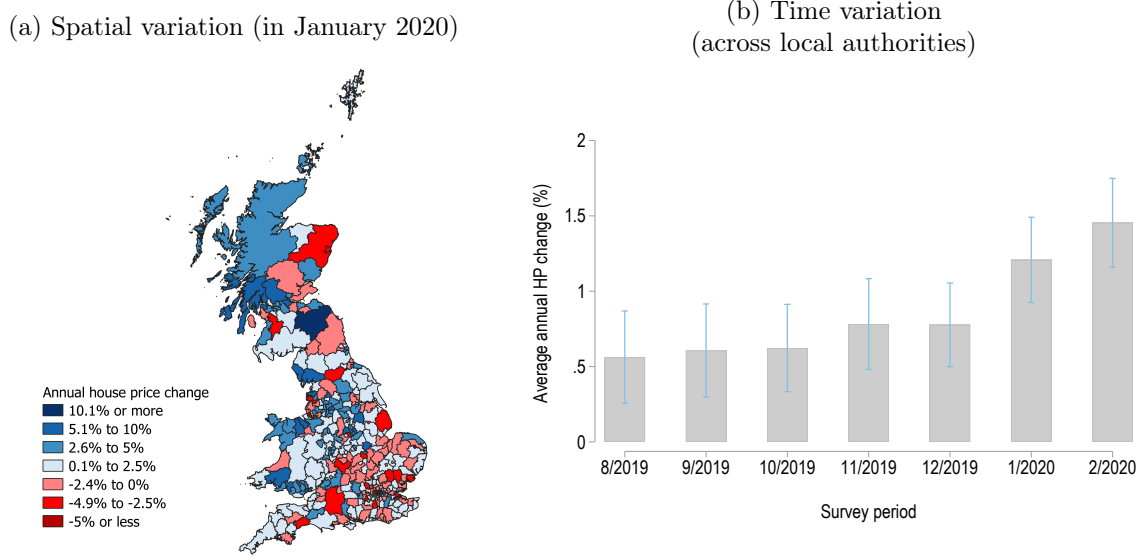 (a) Spatial variation (in January 2020)
Annual house price change
10.1% or more
5.1% to 10%
2.6% to 5%
0.1% to 2.5%
-2.4% to 0%
-4.9% to -2.5%
-5% or less
(b) Time variation
(across local authorities)
Average annual HP change (%)
2
1.5
1
.5
0
8/2019 9/2019 10/2019 11/2019 12/2019 1/2020 2/2020
Survey period